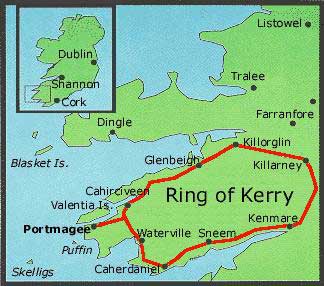 Listowel
Dublin
Shannon
Cork
Tralee
Dingle
Farranfore
Blasket Is.
Killorglin
Glenbeigh
Killarney
Cahirciveen
Valentia Is.
Ring of Kerry
Portmagee
Waterville
Sneem
Kenmare
Puffin
Skelligs
Caherdaniel